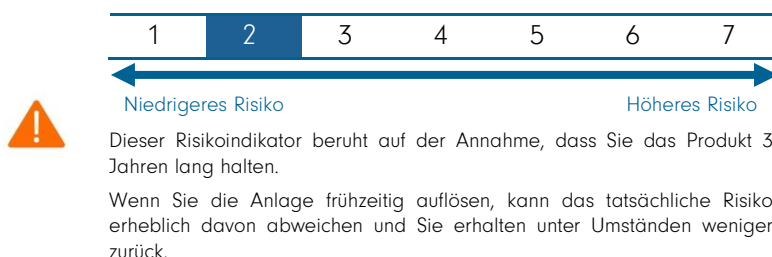 1 2 3 4 5 6 7
Niedrigeres Risiko Höheres Risiko
Dieser Risikoindikator beruht auf der Annahme, dass Sie das Produkt 3
Jahren lang halten.
Wenn Sie die Anlage frühzeitig auflösen, kann das tatsächliche Risiko
erheblich davon abweichen und Sie erhalten unter Umständen weniger
zurück.